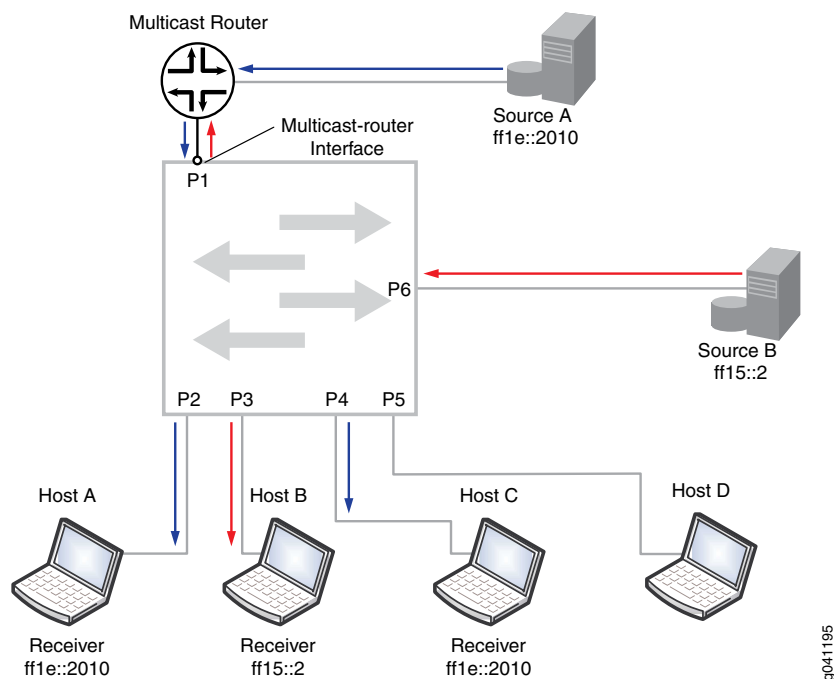 Multicast Router
Source A
ff1e::2010
Multicast-router
Interface
P1
P6
Source B
ff15::2
P2
P3
P4
P5
Host A
Host B
Host C
Host D
Receiver
ff1e::2010
Receiver
ff15::2
Receiver
ff1e::2010
g041195